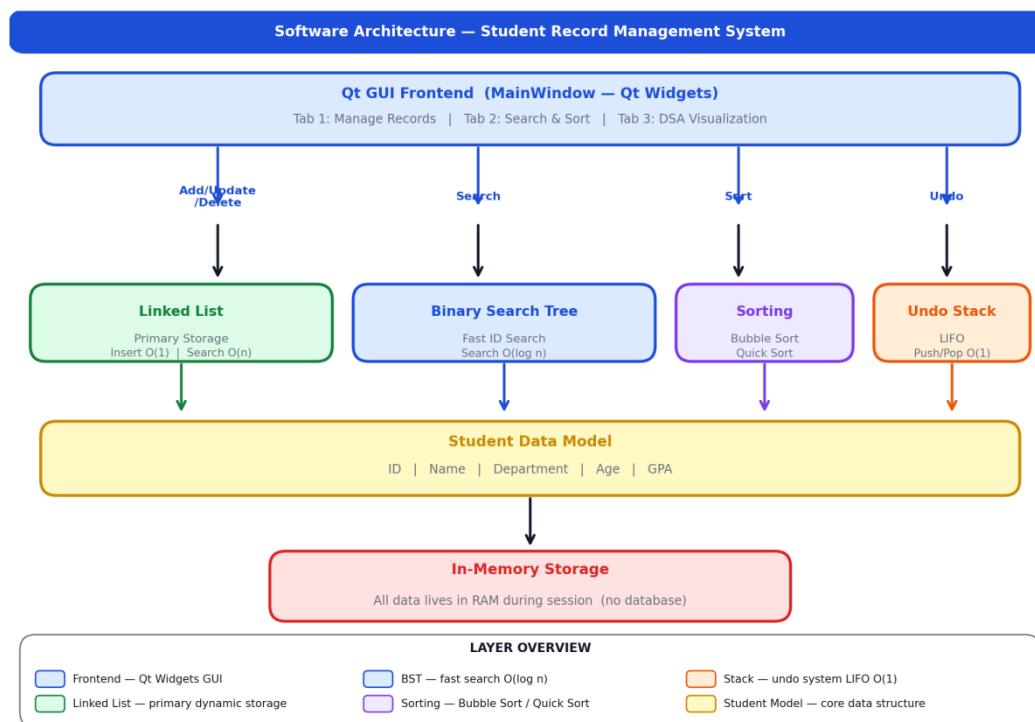 Software Architecture — Student Record Management System
Qt GUI Frontend (MainWindow — Qt Widgets)
Tab 1: Manage Records | Tab 2: Search & Sort | Tab 3: DSA Visualization
Add/Update
/Delete
Search
Sort
Undo
Linked List
Primary Storage
Insert O(1) | Search O(n)
Binary Search Tree
Fast ID Search
Search O(log n)
Sorting
Bubble Sort
Quick Sort
Undo Stack
LIFO
Push/Pop O(1)
Student Data Model
ID | Name | Department | Age | GPA
In-Memory Storage
All data lives in RAM during session (no database)
LAYER OVERVIEW
Frontend — Qt Widgets GUI
BST — fast search O(log n)
Stack — undo system LIFO O(1)
Linked List — primary dynamic storage
Sorting — Bubble Sort / Quick Sort
Student Model — core data structure